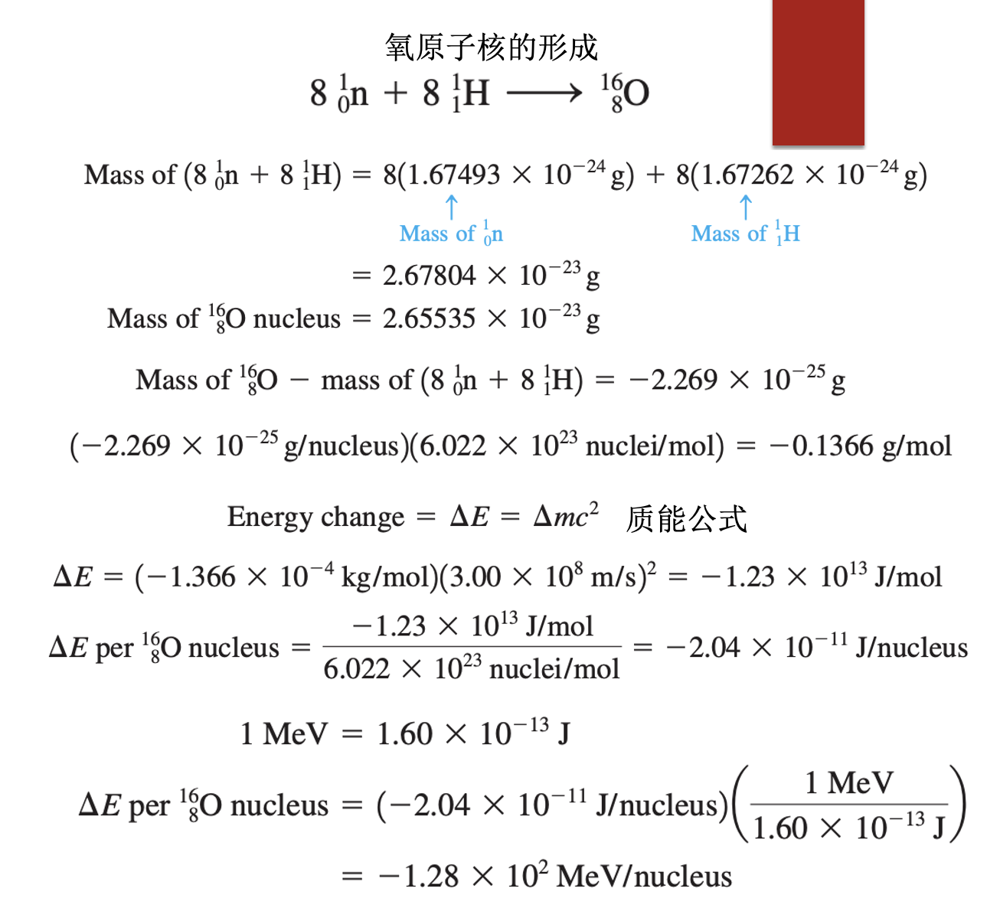 氧原子核的形成
8 ¹₀n + 8 ¹₁H ⟶ ¹⁶₈O
Mass of (8 ¹₀n + 8 ¹₁H) = 8(1.67493 × 10⁻²⁴ g) + 8(1.67262 × 10⁻²⁴ g)
↑ ↑
Mass of ¹₀n Mass of ¹₁H
= 2.67804 × 10⁻²³ g
Mass of ¹⁶₈O nucleus = 2.65535 × 10⁻²³ g
Mass of ¹⁶₈O − mass of (8 ¹₀n + 8 ¹₁H) = −2.269 × 10⁻²⁵ g
(−2.269 × 10⁻²⁵ g/nucleus)(6.022 × 10²³ nuclei/mol) = −0.1366 g/mol
Energy change = ΔE = Δmc² 质能公式
ΔE = (−1.366 × 10⁻⁴ kg/mol)(3.00 × 10⁸ m/s)² = −1.23 × 10¹³ J/mol
ΔE per ¹⁶₈O nucleus = (−1.23 × 10¹³ J/mol)/(6.022 × 10²³ nuclei/mol) = −2.04 × 10⁻¹¹ J/nucleus
1 MeV = 1.60 × 10⁻¹³ J
ΔE per ¹⁶₈O nucleus = (−2.04 × 10⁻¹¹ J/nucleus)(1 MeV/1.60 × 10⁻¹³ J)
= −1.28 × 10² MeV/nucleus